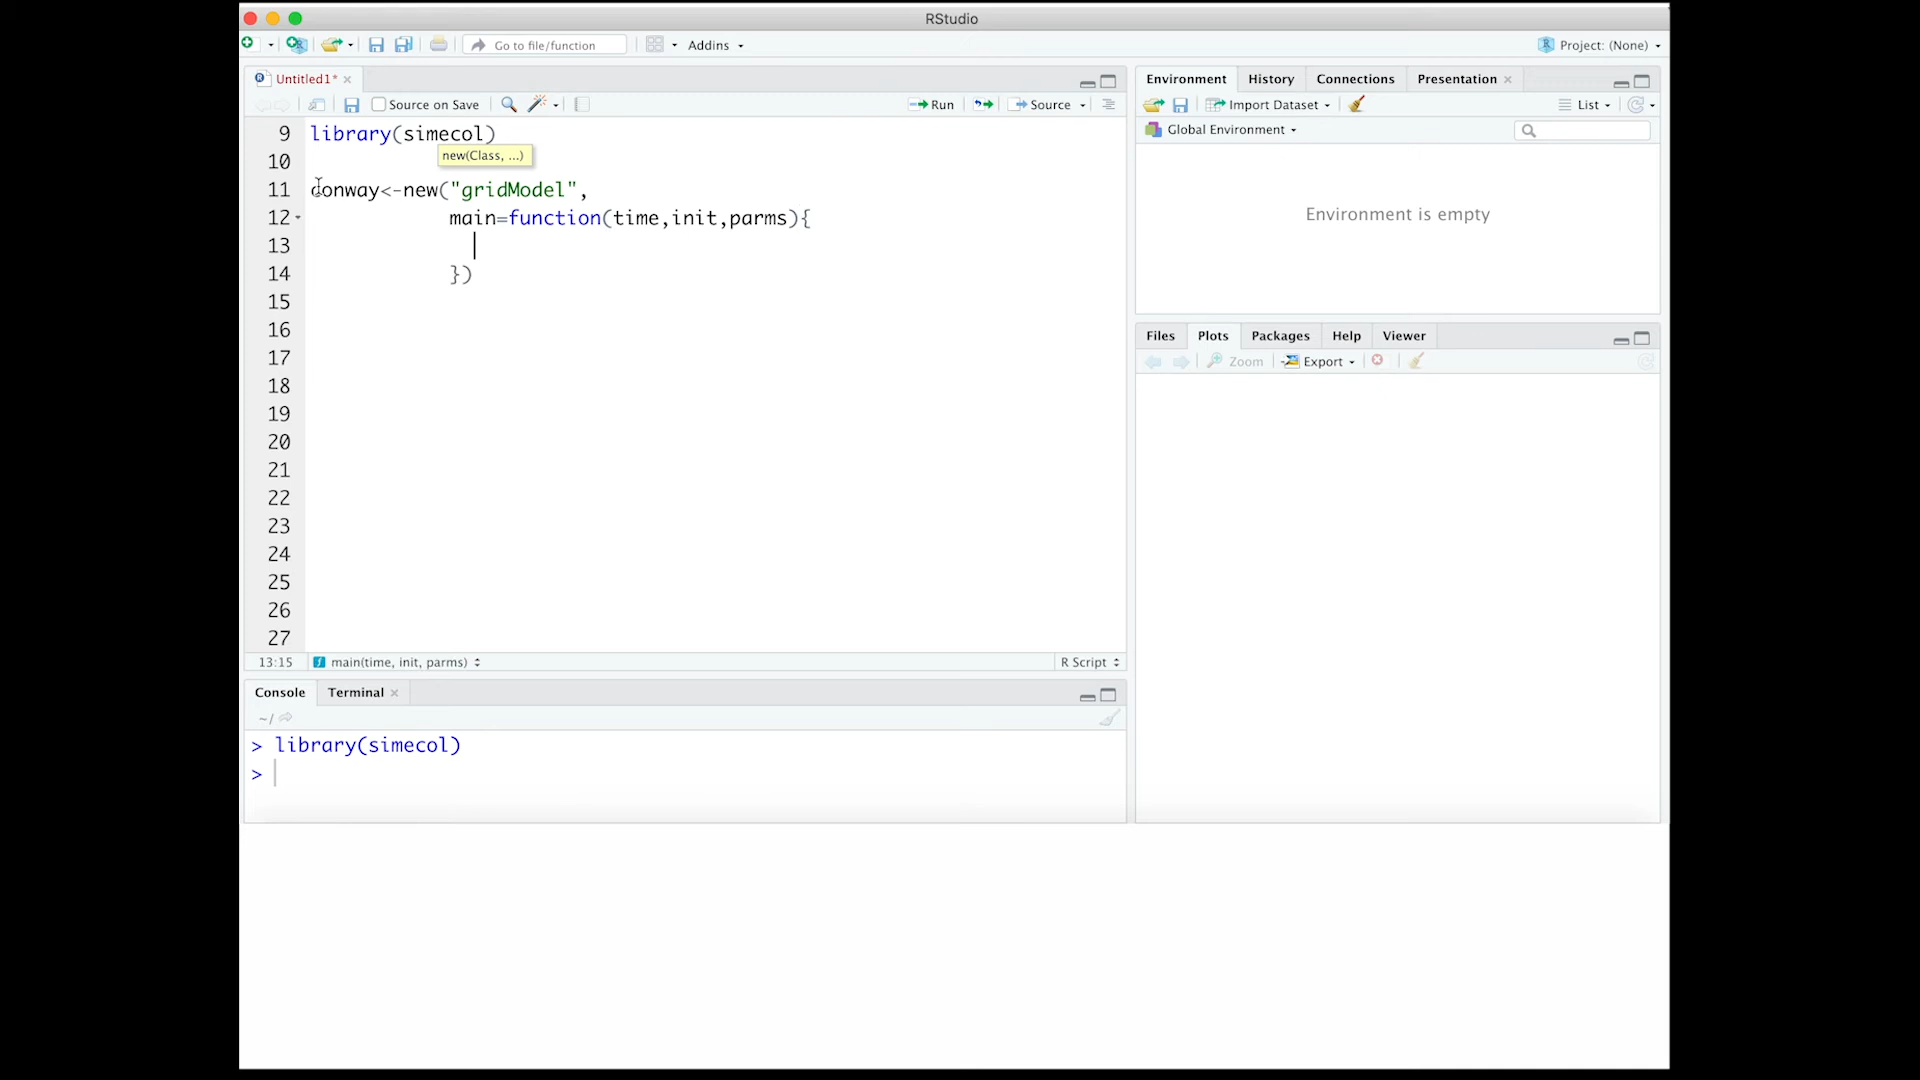 RStudio
Go to file/function
Addins
Project: (None)
Untitled1*
Source on Save
Run
Source
9 library(simecol)
new(Class, ...)
10
11 conway<-new("gridModel",
12 main=function(time,init,parms){
13
14 })
15
16
17
18
19
20
21
22
23
24
25
26
27
13:15 main(time, init, parms)
R Script
Console Terminal
~/
> library(simecol)
>
Environment History Connections Presentation
Import Dataset
List
Global Environment
Environment is empty
Files Plots Packages Help Viewer
Zoom Export